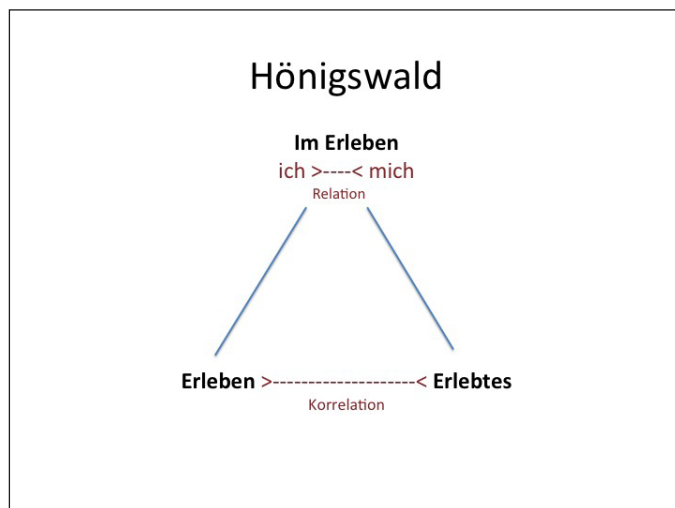 Hönigswald
Im Erleben
ich >----< mich
Relation
Erleben >--------------------< Erlebtes
Korrelation